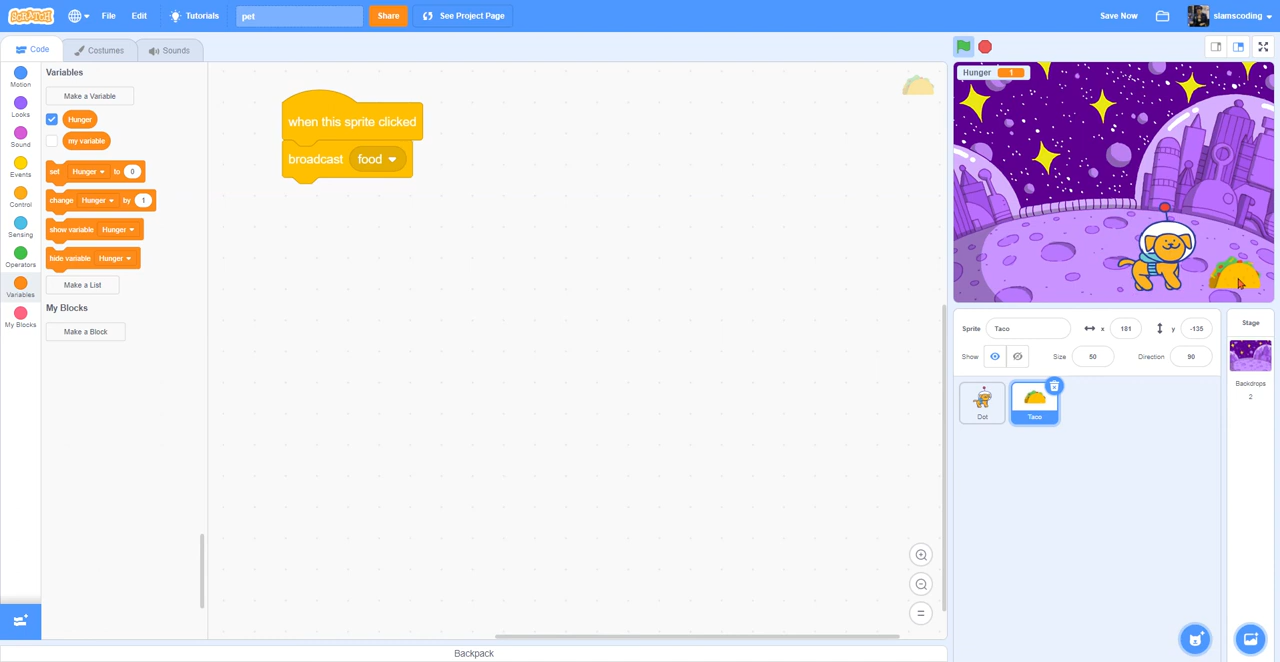 SCRATCH File Edit Tutorials pet Share See Project Page Save Now slamscoding
Code Costumes Sounds
Motion
Looks
Sound
Events
Control
Sensing
Operators
Variables
My Blocks
Variables
Make a Variable
Hunger
my variable
set Hunger to 0
change Hunger by 1
show variable Hunger
hide variable Hunger
Make a List
My Blocks
Make a Block
when this sprite clicked
broadcast food
Hunger 1
Sprite Taco x 181 y -135
Show Size 50 Direction 90
Dot
Taco
Stage
Backdrops
2
Backpack